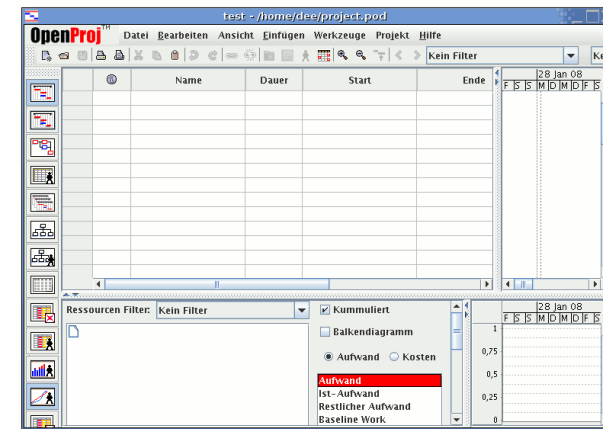 test - /home/dee/project.pod
OpenProj™ Datei Bearbeiten Ansicht Einfügen Werkzeuge Projekt Hilfe
Kein Filter Ke
Name Dauer Start Ende 28 Jan 08
F S S M D M D F S
Ressourcen Filter: Kein Filter Kummuliert 28 Jan 08
F S S M D M D F S
Balkendiagramm 1
Aufwand Kosten 0,75
0,5
Aufwand
Ist-Aufwand 0,25
Restlicher Aufwand
Baseline Work 0